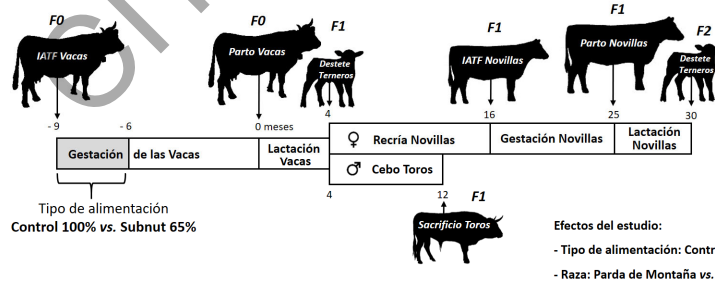 F0
F0
F1
F1
F1
F2
IATF Vacas
Parto Vacas
Destete
Terneros
IATF Novillas
Parto Novillas
Destete
Terneros
- 9
- 6
0 meses
4
16
25
30
Gestación de las Vacas
Lactación
Vacas
♀ Recría Novillas
Gestación Novillas
Lactación
Novillas
♂ Cebo Toros
4
12
F1
Sacrificio Toros
Tipo de alimentación
Control 100% vs. Subnut 65%
Efectos del estudio:
- Tipo de alimentación: Contr
- Raza: Parda de Montaña vs.